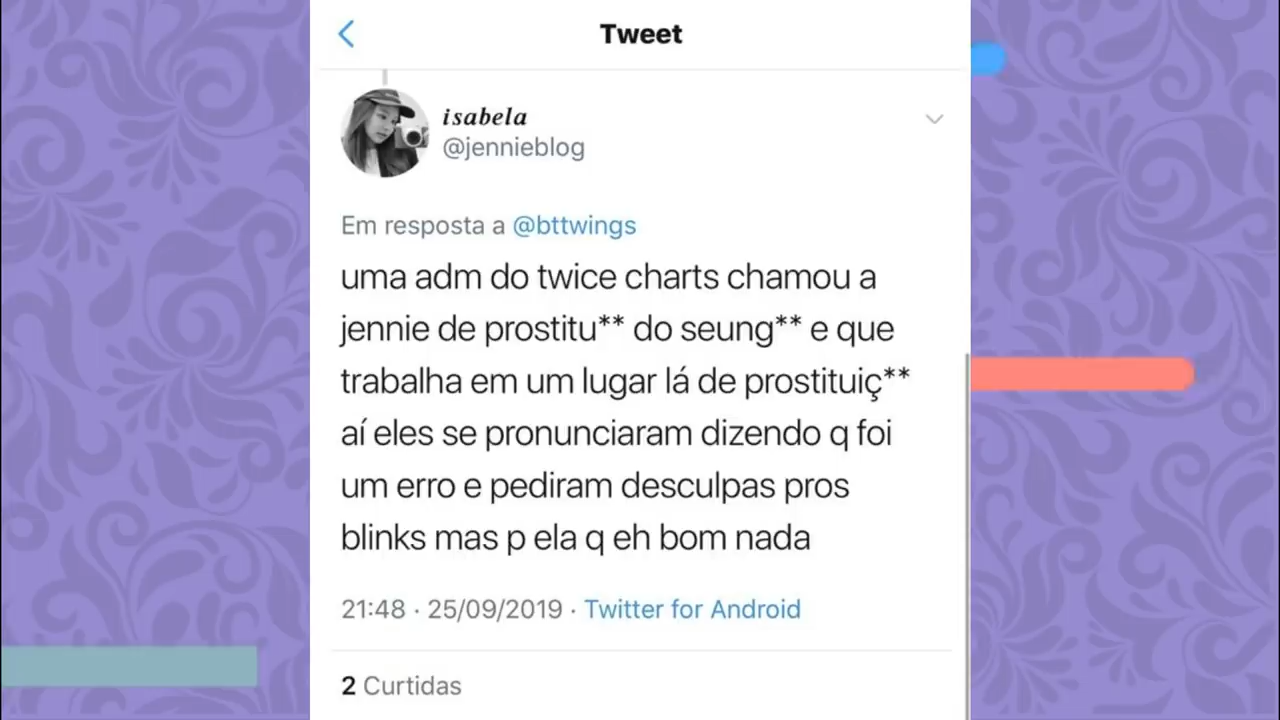 Tweet
isabela
@jennieblog
Em resposta a @bttwings
uma adm do twice charts chamou a
jennie de prostitu** do seung** e que
trabalha em um lugar lá de prostituiç**
aí eles se pronunciaram dizendo q foi
um erro e pediram desculpas pros
blinks mas p ela q eh bom nada
21:48 · 25/09/2019 · Twitter for Android
2 Curtidas